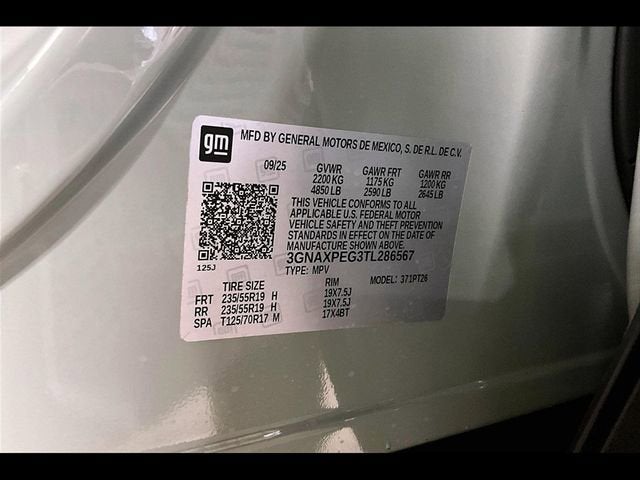 gm MFD BY GENERAL MOTORS DE MEXICO, S. DE R.L. DE C.V.
09/25 GVWR GAWR FRT GAWR RR
2200 KG 1175 KG 1200 KG
4850 LB 2590 LB 2645 LB
THIS VEHICLE CONFORMS TO ALL
APPLICABLE U.S. FEDERAL MOTOR
VEHICLE SAFETY AND THEFT PREVENTION
STANDARDS IN EFFECT ON THE DATE OF
MANUFACTURE SHOWN ABOVE.
3GNAXPEG3TL286567
125J
TYPE: MPV MODEL: 371PT26
TIRE SIZE RIM
FRT 235/55R19 H 19X7.5J
RR 235/55R19 H 19X7.5J
SPA T125/70R17 M 17X4BT